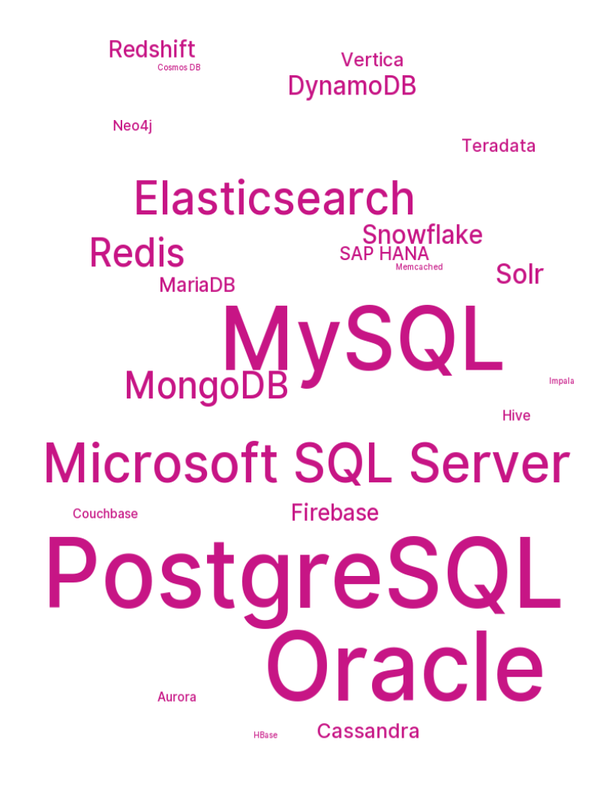 Redshift
Vertica
Cosmos DB
DynamoDB
Neo4j
Teradata
Elasticsearch
Snowflake
Redis
SAP HANA
Memcached
Solr
MariaDB
MySQL
Impala
MongoDB
Hive
Microsoft SQL Server
Couchbase
Firebase
PostgreSQL
Oracle
Aurora
Cassandra
HBase